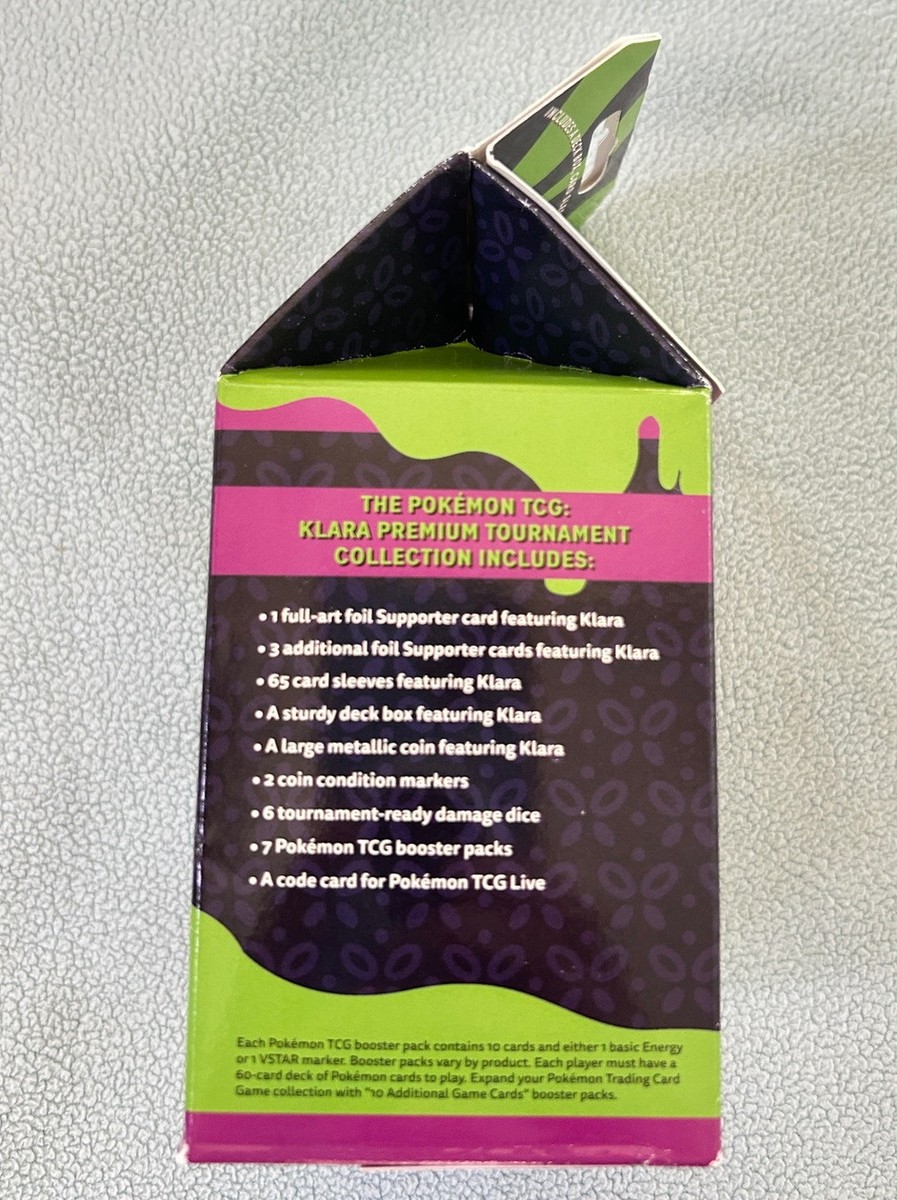 INCLUDES A DECK BOX,
THE POKÉMON TCG:
KLARA PREMIUM TOURNAMENT
COLLECTION INCLUDES:
• 1 full-art foil Supporter card featuring Klara
• 3 additional foil Supporter cards featuring Klara
• 65 card sleeves featuring Klara
• A sturdy deck box featuring Klara
• A large metallic coin featuring Klara
• 2 coin condition markers
• 6 tournament-ready damage dice
• 7 Pokémon TCG booster packs
• A code card for Pokémon TCG Live
Each Pokémon TCG booster pack contains 10 cards and either 1 basic Energy
or 1 VSTAR marker. Booster packs vary by product. Each player must have a
60-card deck of Pokémon cards to play. Expand your Pokémon Trading Card
Game collection with "10 Additional Game Cards" booster packs.